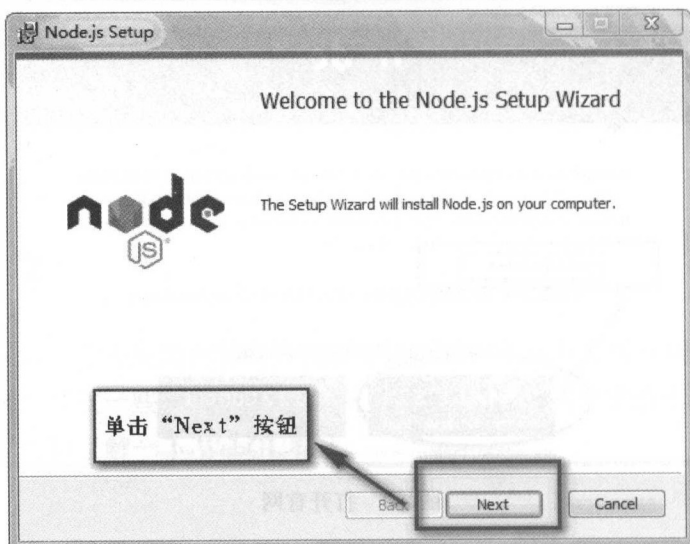 Node.js Setup
Welcome to the Node.js Setup Wizard
node
JS
The Setup Wizard will install Node.js on your computer.
单击“Next”按钮
Back
Next
Cancel